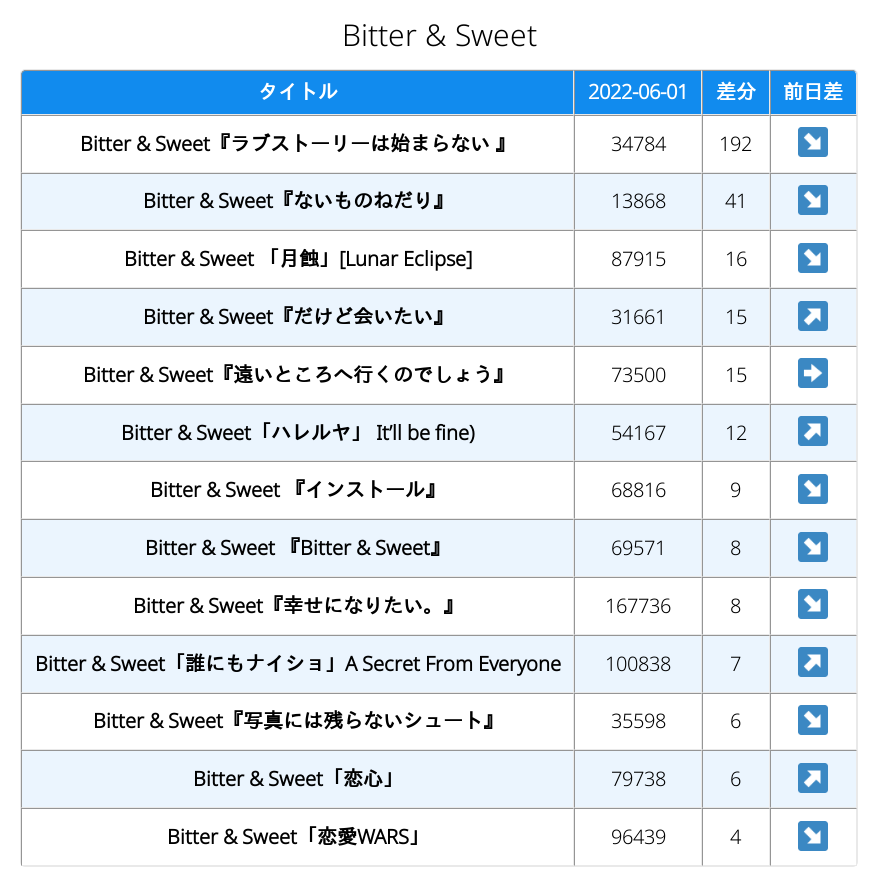 Bitter & Sweet
タイトル 2022-06-01 差分 前日差
Bitter & Sweet『ラブストーリーは始まらない 』 34784 192 ↘
Bitter & Sweet『ないものねだり』 13868 41 ↘
Bitter & Sweet 「月蝕」[Lunar Eclipse] 87915 16 ↘
Bitter & Sweet『だけど会いたい』 31661 15 ↗
Bitter & Sweet『遠いところへ行くのでしょう』 73500 15 ➡
Bitter & Sweet「ハレルヤ」 It’ll be fine) 54167 12 ↗
Bitter & Sweet 『インストール』 68816 9 ↘
Bitter & Sweet 『Bitter & Sweet』 69571 8 ↘
Bitter & Sweet『幸せになりたい。』 167736 8 ↘
Bitter & Sweet「誰にもナイショ」A Secret From Everyone 100838 7 ↗
Bitter & Sweet『写真には残らないシュート』 35598 6 ↘
Bitter & Sweet「恋心」 79738 6 ↗
Bitter & Sweet「恋愛WARS」 96439 4 ↘